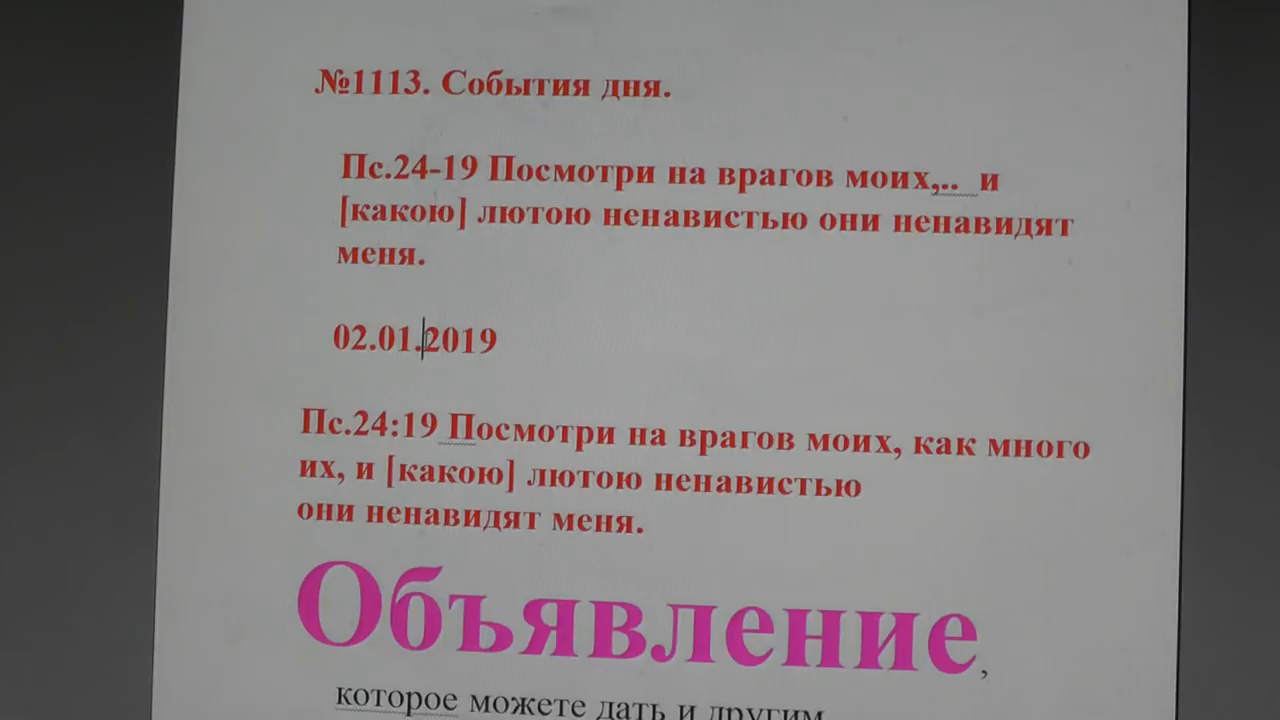 №1113. События дня.
Пс.24-19 Посмотри на врагов моих,.. и
[какою] лютою ненавистью они ненавидят
меня.
02.01.2019
Пс.24:19 Посмотри на врагов моих, как много
их, и [какою] лютою ненавистью
они ненавидят меня.
Объявление,
которое можете дать и другим